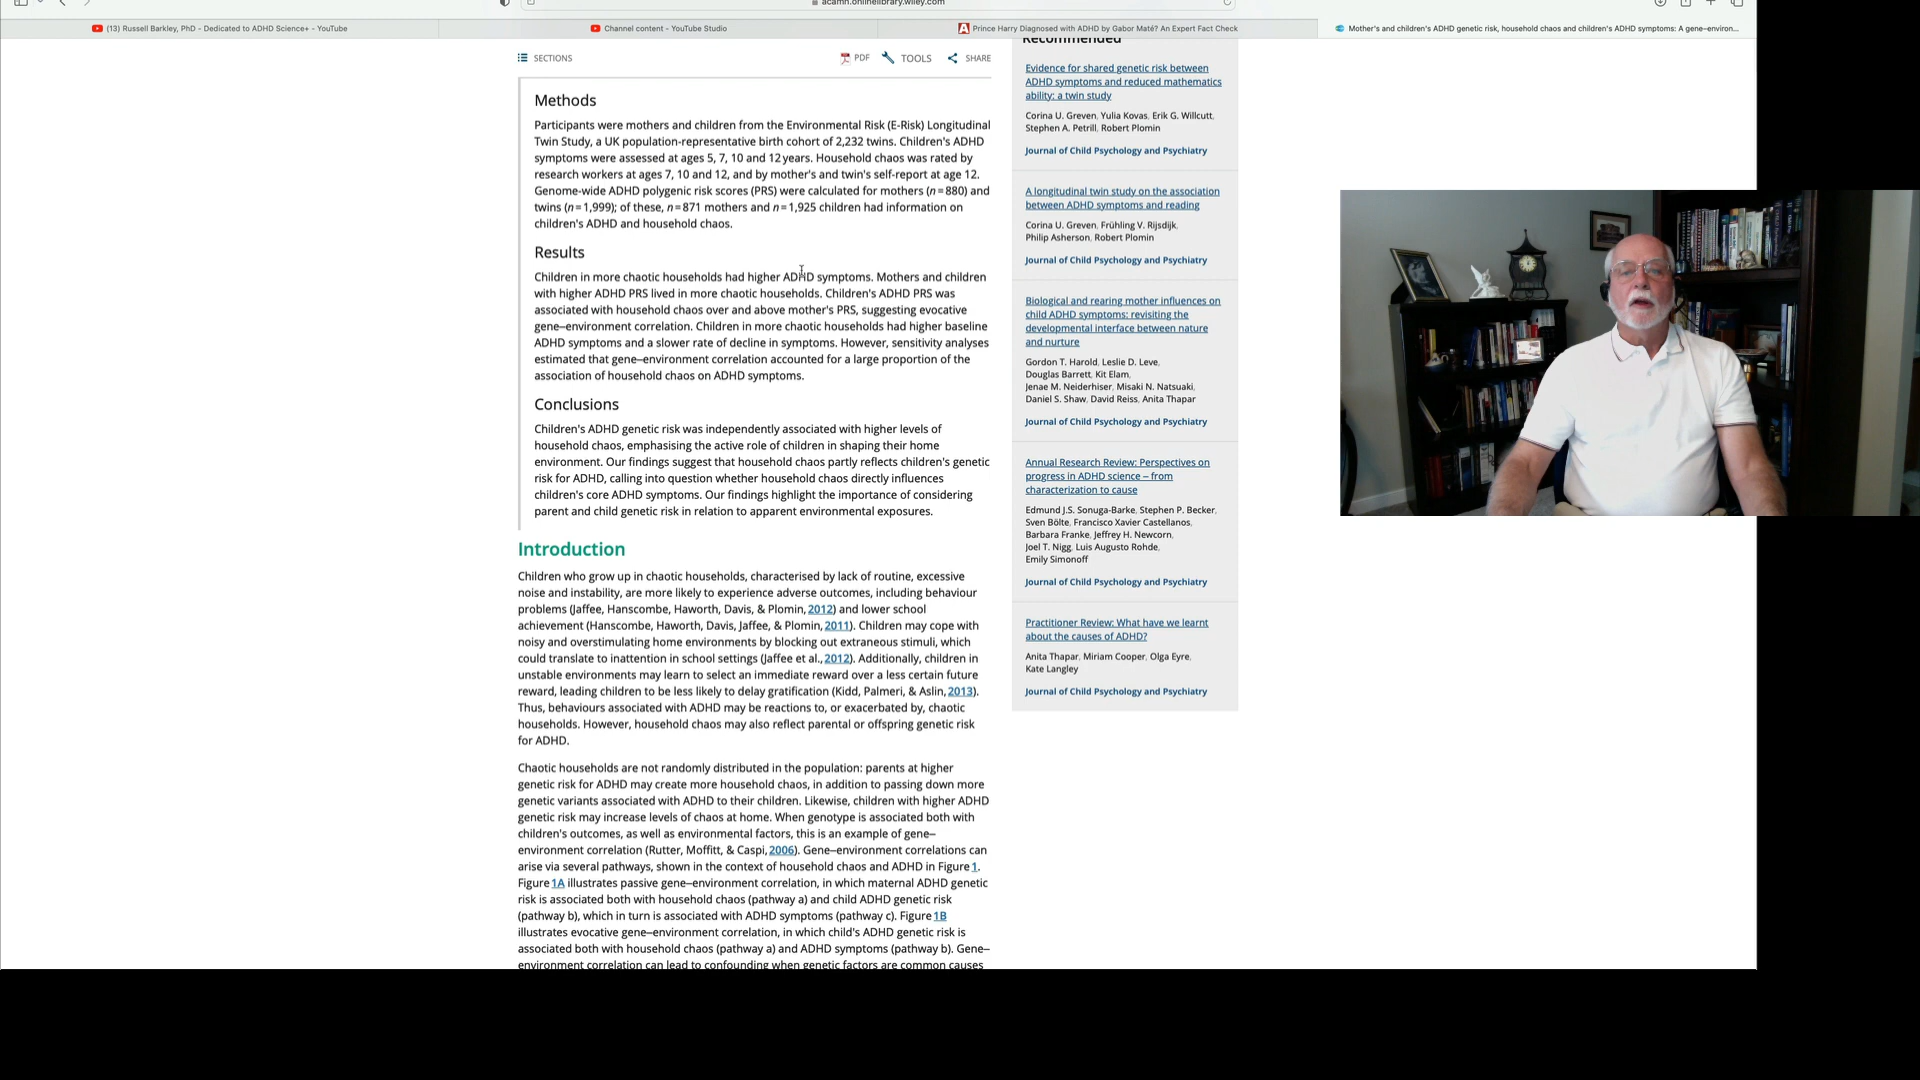 acamh.onlinelibrary.wiley.com
(13) Russell Barkley, PhD - Dedicated to ADHD Science+ - YouTube
Channel content - YouTube Studio
Prince Harry Diagnosed with ADHD by Gabor Maté? An Expert Fact Check
Mother's and children's ADHD genetic risk, household chaos and children's ADHD symptoms: A gene–environ...
SECTIONS
PDF
TOOLS
SHARE
Methods
Participants were mothers and children from the Environmental Risk (E-Risk) Longitudinal
Twin Study, a UK population-representative birth cohort of 2,232 twins. Children's ADHD
symptoms were assessed at ages 5, 7, 10 and 12 years. Household chaos was rated by
research workers at ages 7, 10 and 12, and by mother's and twin's self-report at age 12.
Genome-wide ADHD polygenic risk scores (PRS) were calculated for mothers (n = 880) and
twins (n = 1,999); of these, n = 871 mothers and n = 1,925 children had information on
children's ADHD and household chaos.
Results
Children in more chaotic households had higher ADHD symptoms. Mothers and children
with higher ADHD PRS lived in more chaotic households. Children's ADHD PRS was
associated with household chaos over and above mother's PRS, suggesting evocative
gene–environment correlation. Children in more chaotic households had higher baseline
ADHD symptoms and a slower rate of decline in symptoms. However, sensitivity analyses
estimated that gene–environment correlation accounted for a large proportion of the
association of household chaos on ADHD symptoms.
Conclusions
Children's ADHD genetic risk was independently associated with higher levels of
household chaos, emphasising the active role of children in shaping their home
environment. Our findings suggest that household chaos partly reflects children's genetic
risk for ADHD, calling into question whether household chaos directly influences
children's core ADHD symptoms. Our findings highlight the importance of considering
parent and child genetic risk in relation to apparent environmental exposures.
Introduction
Children who grow up in chaotic households, characterised by lack of routine, excessive
noise and instability, are more likely to experience adverse outcomes, including behaviour
problems (Jaffee, Hanscombe, Haworth, Davis, & Plomin, 2012) and lower school
achievement (Hanscombe, Haworth, Davis, Jaffee, & Plomin, 2011). Children may cope with
noisy and overstimulating home environments by blocking out extraneous stimuli, which
could translate to inattention in school settings (Jaffee et al., 2012). Additionally, children in
unstable environments may learn to select an immediate reward over a less certain future
reward, leading children to be less likely to delay gratification (Kidd, Palmeri, & Aslin, 2013).
Thus, behaviours associated with ADHD may be reactions to, or exacerbated by, chaotic
households. However, household chaos may also reflect parental or offspring genetic risk
for ADHD.
Chaotic households are not randomly distributed in the population: parents at higher
genetic risk for ADHD may create more household chaos, in addition to passing down more
genetic variants associated with ADHD to their children. Likewise, children with higher ADHD
genetic risk may increase levels of chaos at home. When genotype is associated both with
children's outcomes, as well as environmental factors, this is an example of gene–
environment correlation (Rutter, Moffitt, & Caspi, 2006). Gene–environment correlations can
arise via several pathways, shown in the context of household chaos and ADHD in Figure 1.
Figure 1A illustrates passive gene–environment correlation, in which maternal ADHD genetic
risk is associated both with household chaos (pathway a) and child ADHD genetic risk
(pathway b), which in turn is associated with ADHD symptoms (pathway c). Figure 1B
illustrates evocative gene–environment correlation, in which child's ADHD genetic risk is
associated both with household chaos (pathway a) and ADHD symptoms (pathway b). Gene–
environment correlation can lead to confounding when genetic factors are common causes
Recommended
Evidence for shared genetic risk between
ADHD symptoms and reduced mathematics
ability: a twin study
Corina U. Greven, Yulia Kovas, Erik G. Willcutt,
Stephen A. Petrill, Robert Plomin
Journal of Child Psychology and Psychiatry
A longitudinal twin study on the association
between ADHD symptoms and reading
Corina U. Greven, Frühling V. Rijsdijk,
Philip Asherson, Robert Plomin
Journal of Child Psychology and Psychiatry
Biological and rearing mother influences on
child ADHD symptoms: revisiting the
developmental interface between nature
and nurture
Gordon T. Harold, Leslie D. Leve,
Douglas Barrett, Kit Elam,
Jenae M. Neiderhiser, Misaki N. Natsuaki,
Daniel S. Shaw, David Reiss, Anita Thapar
Journal of Child Psychology and Psychiatry
Annual Research Review: Perspectives on
progress in ADHD science – from
characterization to cause
Edmund J.S. Sonuga-Barke, Stephen P. Becker,
Sven Bölte, Francisco Xavier Castellanos,
Barbara Franke, Jeffrey H. Newcorn,
Joel T. Nigg, Luis Augusto Rohde,
Emily Simonoff
Journal of Child Psychology and Psychiatry
Practitioner Review: What have we learnt
about the causes of ADHD?
Anita Thapar, Miriam Cooper, Olga Eyre,
Kate Langley
Journal of Child Psychology and Psychiatry